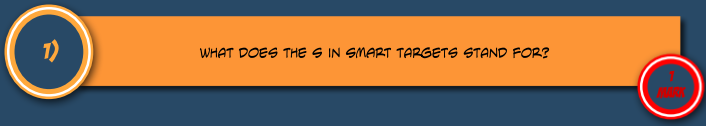 1)
WHAT DOES THE S IN SMART TARGETS STAND FOR?
1
MARK